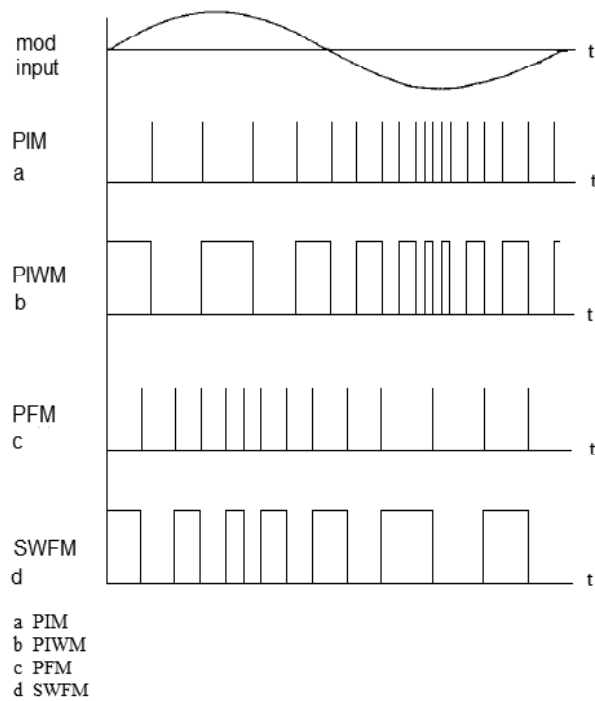 mod
input
t
PIM
a
t
PIWM
b
t
PFM
c
t
SWFM
d
t
a PIM
b PIWM
c PFM
d SWFM